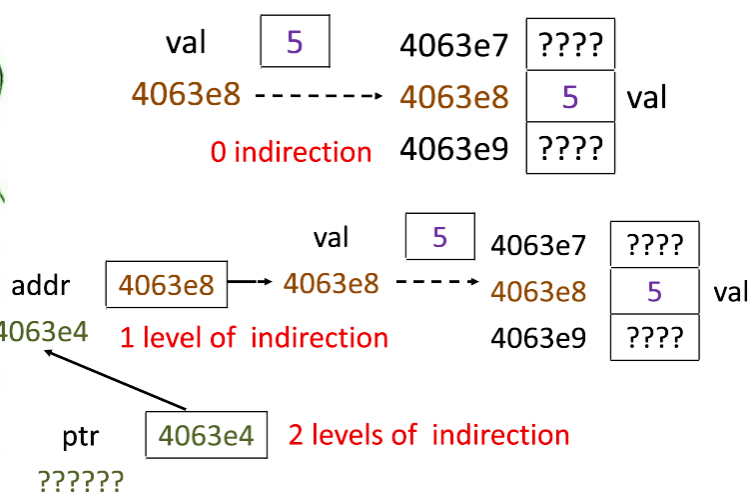 val 5 4063e7 ????
4063e8 4063e8 5 val
0 indirection 4063e9 ????
val 5 4063e7 ????
addr 4063e8 4063e8 4063e8 5 val
4063e4 1 level of indirection 4063e9 ????
ptr 4063e4 2 levels of indirection
??????